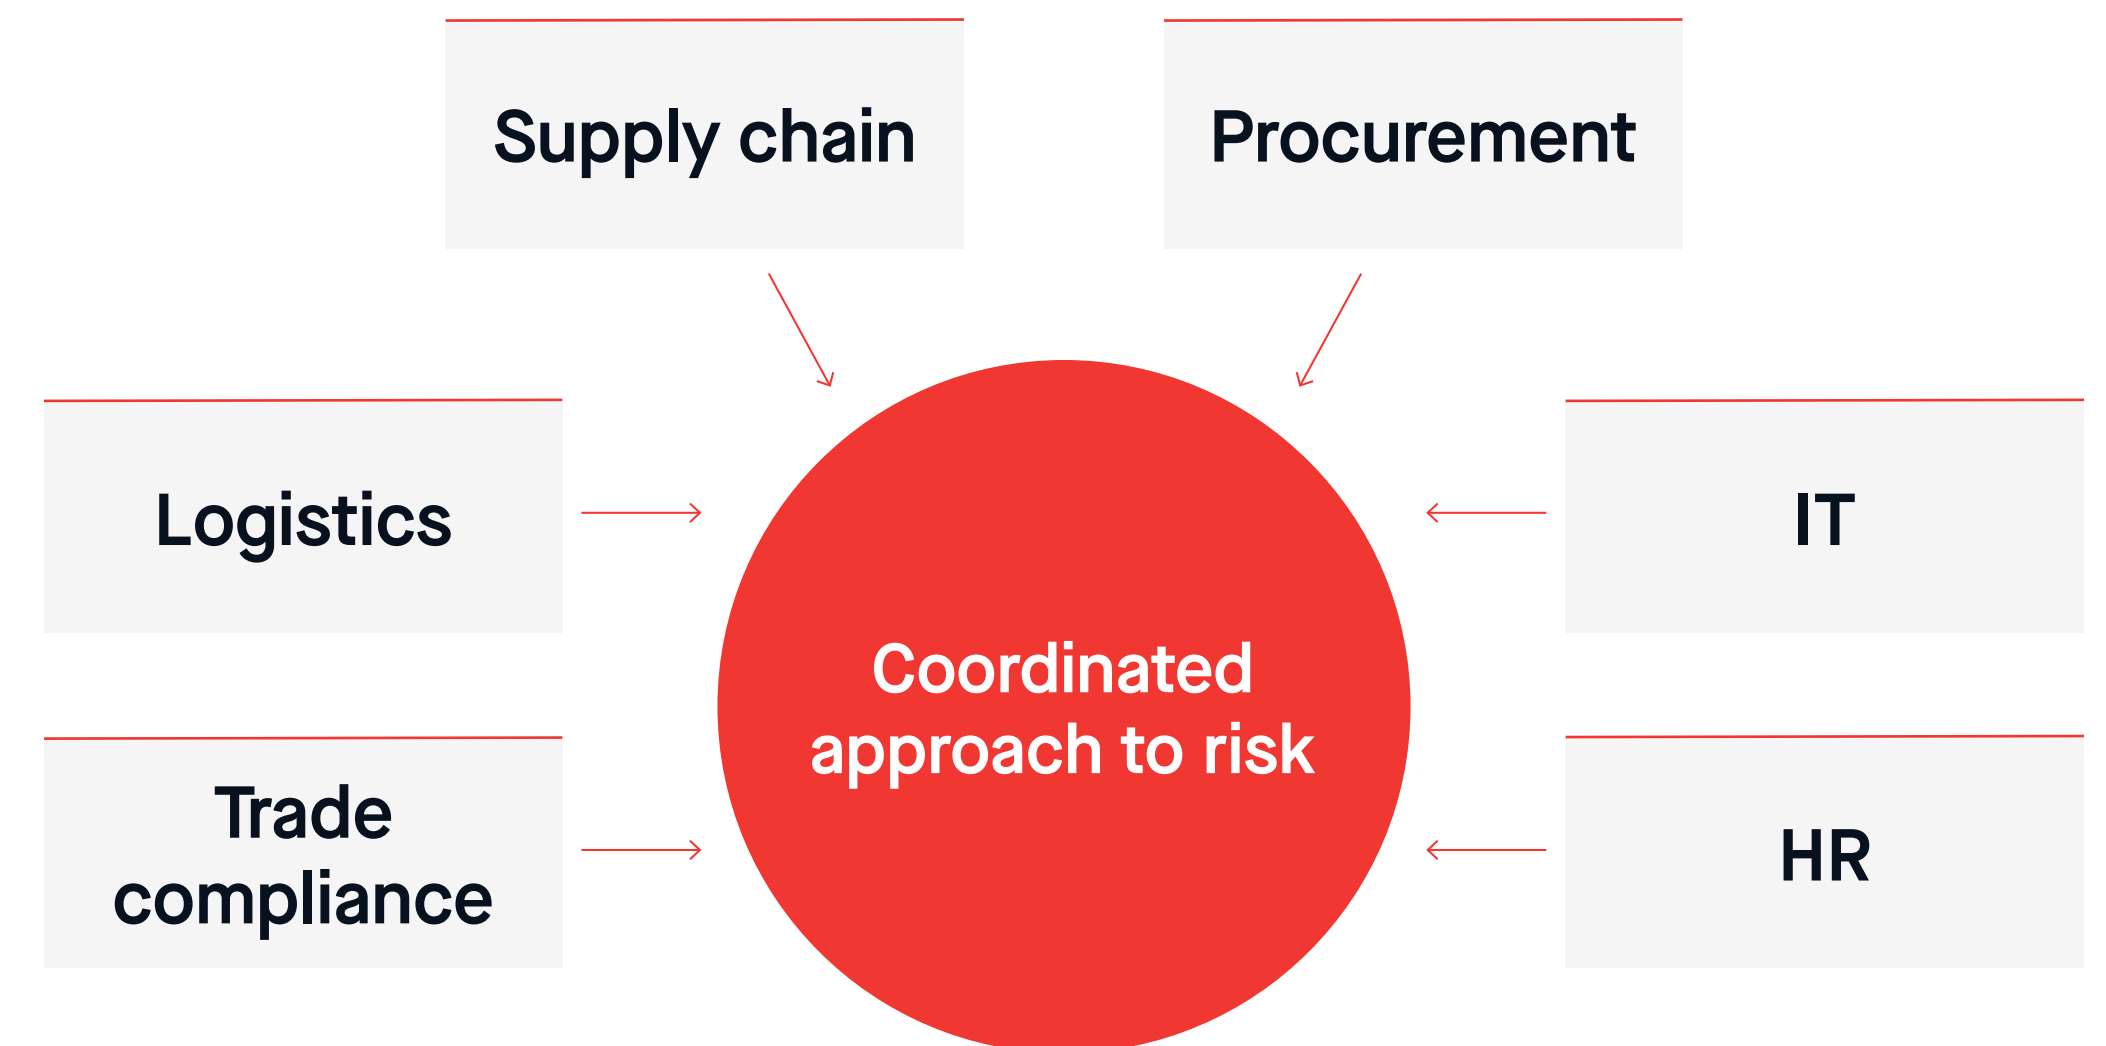 Supply chain
Procurement
Logistics
IT
Coordinated
approach to risk
Trade
compliance
HR